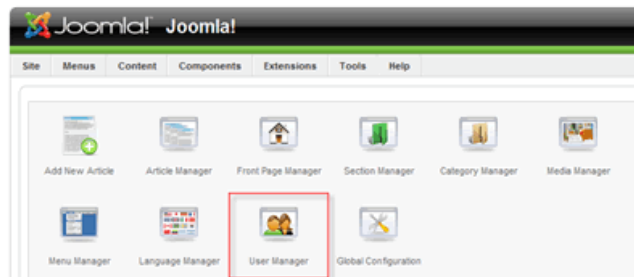 Joomla! Joomla!
Site Menus Content Components Extensions Tools Help
Add New Article Article Manager Front Page Manager Section Manager Category Manager Media Manager
Menu Manager Language Manager User Manager Global Configuration